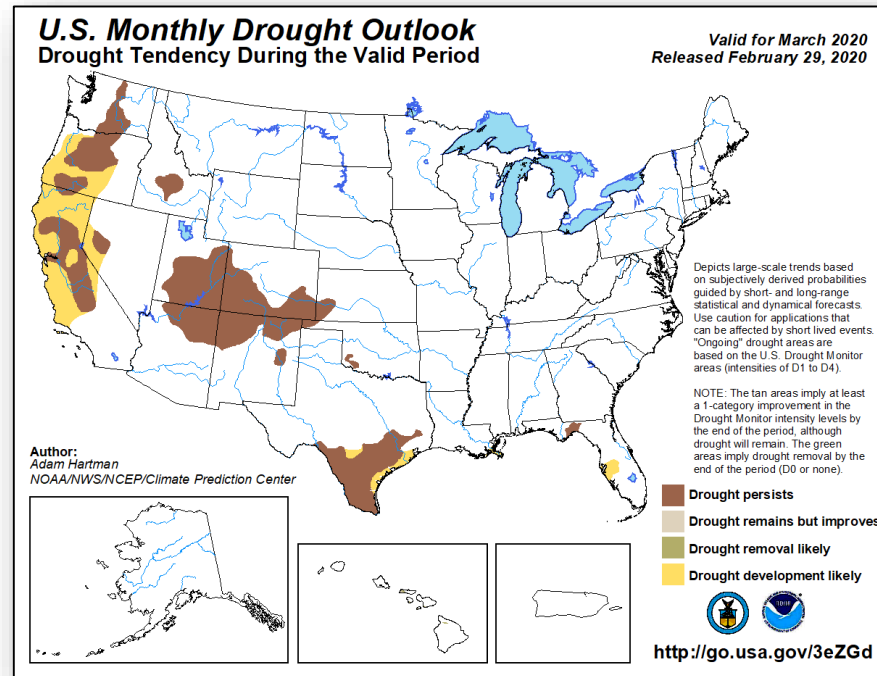 U.S. Monthly Drought Outlook
Drought Tendency During the Valid Period
Valid for March 2020
Released February 29, 2020
Depicts large-scale trends based
on subjectively derived probabilities
guided by short- and long-range
statistical and dynamical forecasts.
Use caution for applications that
can be affected by short lived events.
"Ongoing" drought areas are
based on the U.S. Drought Monitor
areas (intensities of D1 to D4).
NOTE: The tan areas imply at least
a 1-category improvement in the
Drought Monitor intensity levels by
the end of the period, although
drought will remain. The green
areas imply drought removal by the
end of the period (D0 or none).
Author:
Adam Hartman
NOAA/NWS/NCEP/Climate Prediction Center
Drought persists
Drought remains but improves
Drought removal likely
Drought development likely
http://go.usa.gov/3eZGd